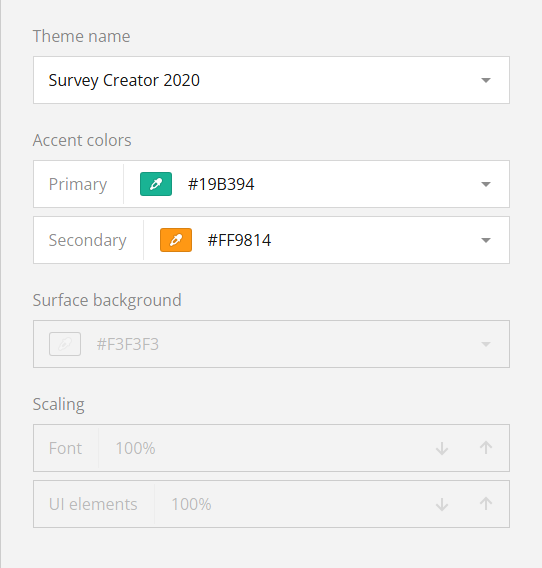 Theme name
Survey Creator 2020
Accent colors
Primary #19B394
Secondary #FF9814
Surface background
#F3F3F3
Scaling
Font 100%
UI elements 100%